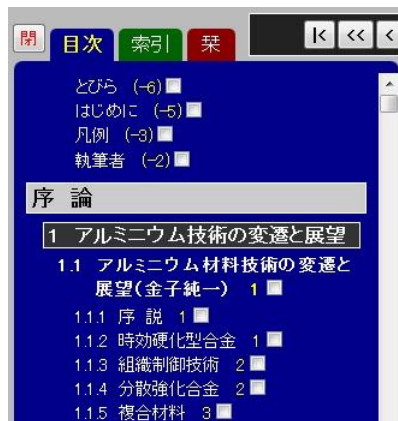 閉 目次 索引 栞 |< << <
とびら (-6)
はじめに (-5)
凡例 (-3)
執筆者 (-2)
序 論
1 アルミニウム技術の変遷と展望
1.1 アルミニウム材料技術の変遷と
展望(金子純一) 1
1.1.1 序 説 1
1.1.2 時効硬化型合金 1
1.1.3 組織制御技術 2
1.1.4 分散強化合金 2
1.1.5 複合材料 3